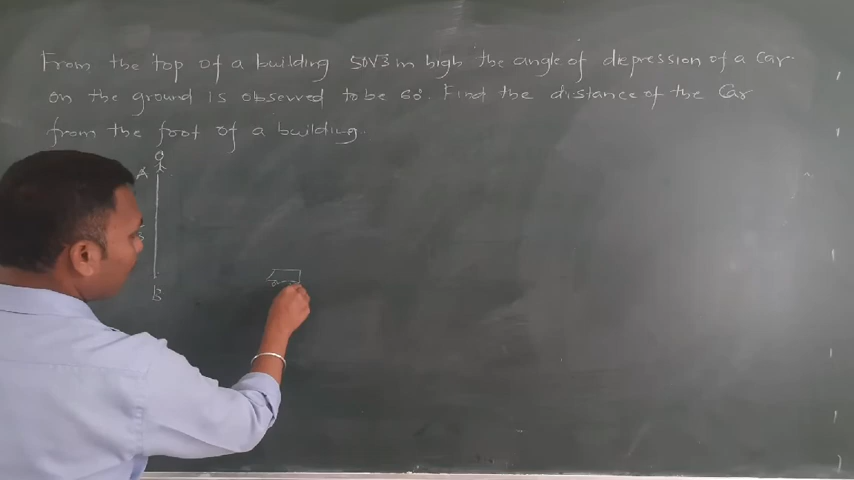 From the top of a building 50√3 m high the angle of depression of a car.
on the ground is observed to be 60°. Find the distance of the Car
from the foot of a building.
A
B